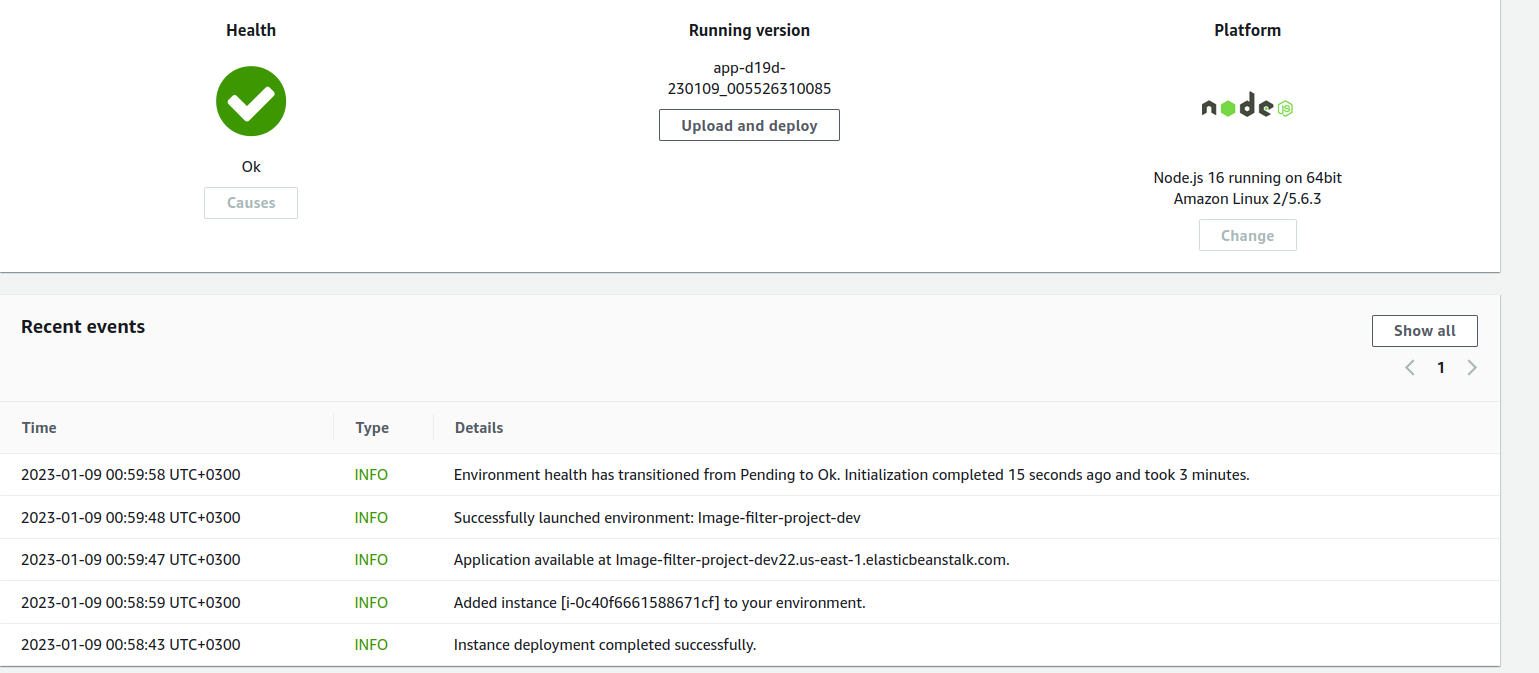 Health
Running version
Platform
app-d19d-
230109_005526310085
Upload and deploy
node JS
Ok
Causes
Node.js 16 running on 64bit
Amazon Linux 2/5.6.3
Change
Recent events
Show all
1
Time Type Details
2023-01-09 00:59:58 UTC+0300 INFO Environment health has transitioned from Pending to Ok. Initialization completed 15 seconds ago and took 3 minutes.
2023-01-09 00:59:48 UTC+0300 INFO Successfully launched environment: Image-filter-project-dev
2023-01-09 00:59:47 UTC+0300 INFO Application available at Image-filter-project-dev22.us-east-1.elasticbeanstalk.com.
2023-01-09 00:58:59 UTC+0300 INFO Added instance [i-0c40f6661588671cf] to your environment.
2023-01-09 00:58:43 UTC+0300 INFO Instance deployment completed successfully.